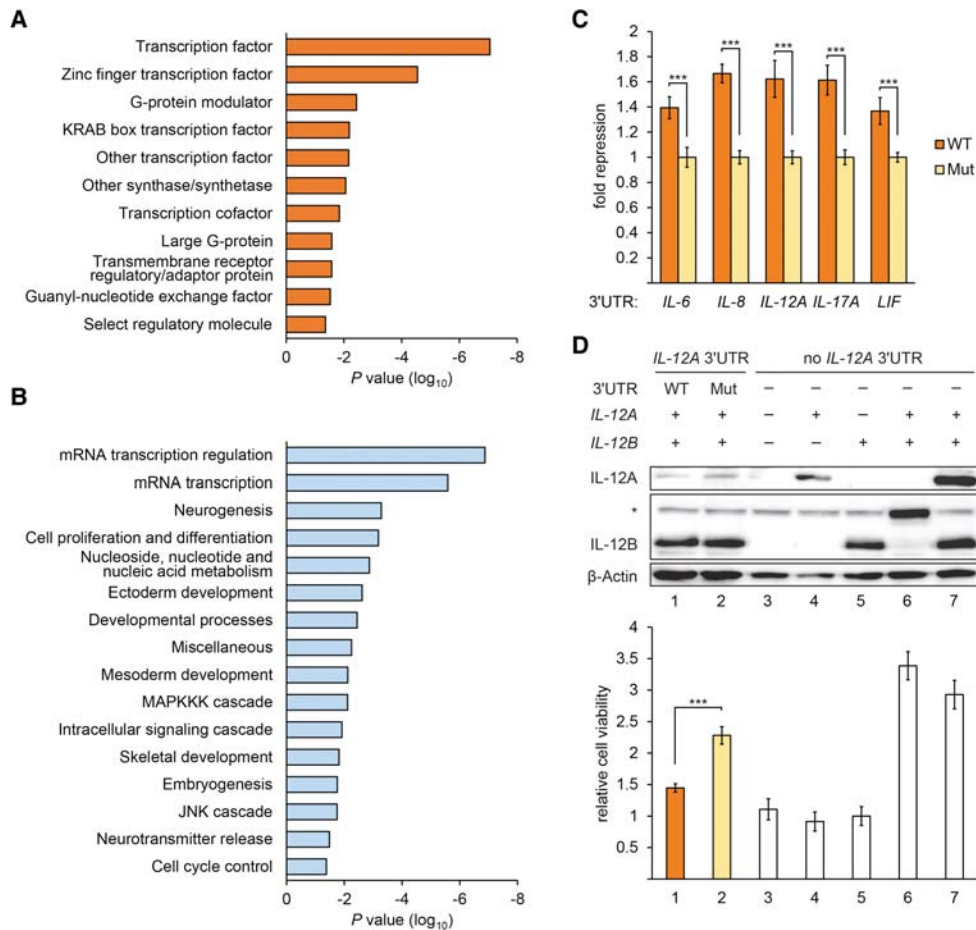 A
Transcription factor
Zinc finger transcription factor
G-protein modulator
KRAB box transcription factor
Other transcription factor
Other synthase/synthetase
Transcription cofactor
Large G-protein
Transmembrane receptor
regulatory/adaptor protein
Guanyl-nucleotide exchange factor
Select regulatory molecule
0 -2 -4 -6 -8
P value (log10)
B
mRNA transcription regulation
mRNA transcription
Neurogenesis
Cell proliferation and differentiation
Nucleoside, nucleotide and
nucleic acid metabolism
Ectoderm development
Developmental processes
Miscellaneous
Mesoderm development
MAPKKK cascade
Intracellular signaling cascade
Skeletal development
Embryogenesis
JNK cascade
Neurotransmitter release
Cell cycle control
0 -2 -4 -6 -8
P value (log10)
C
fold repression
2
1.8
1.6
1.4
1.2
1
0.8
0.6
0.4
0.2
*** *** *** *** ***
WT
Mut
3'UTR: IL-6 IL-8 IL-12A IL-17A LIF
D
IL-12A 3'UTR no IL-12A 3'UTR
3'UTR WT Mut – – – – –
IL-12A + + – + – + +
IL-12B + + – – + + +
IL-12A
*
IL-12B
β-Actin
1 2 3 4 5 6 7
relative cell viability
4
3.5
3
2.5
2
1.5
1
0.5
***
1 2 3 4 5 6 7